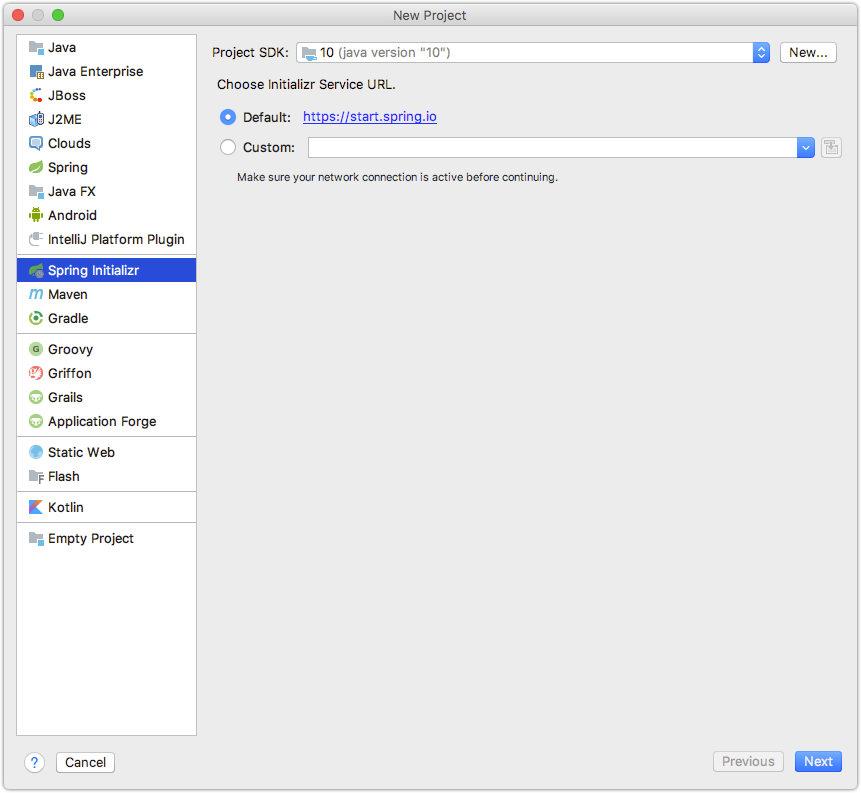 New Project
Java
Java Enterprise
JBoss
J2ME
Clouds
Spring
Java FX
Android
IntelliJ Platform Plugin
Spring Initializr
Maven
Gradle
Groovy
Griffon
Grails
Application Forge
Static Web
Flash
Kotlin
Empty Project
Project SDK: 10 (java version "10") New...
Choose Initializr Service URL.
Default: https://start.spring.io
Custom:
Make sure your network connection is active before continuing.
? Cancel Previous Next